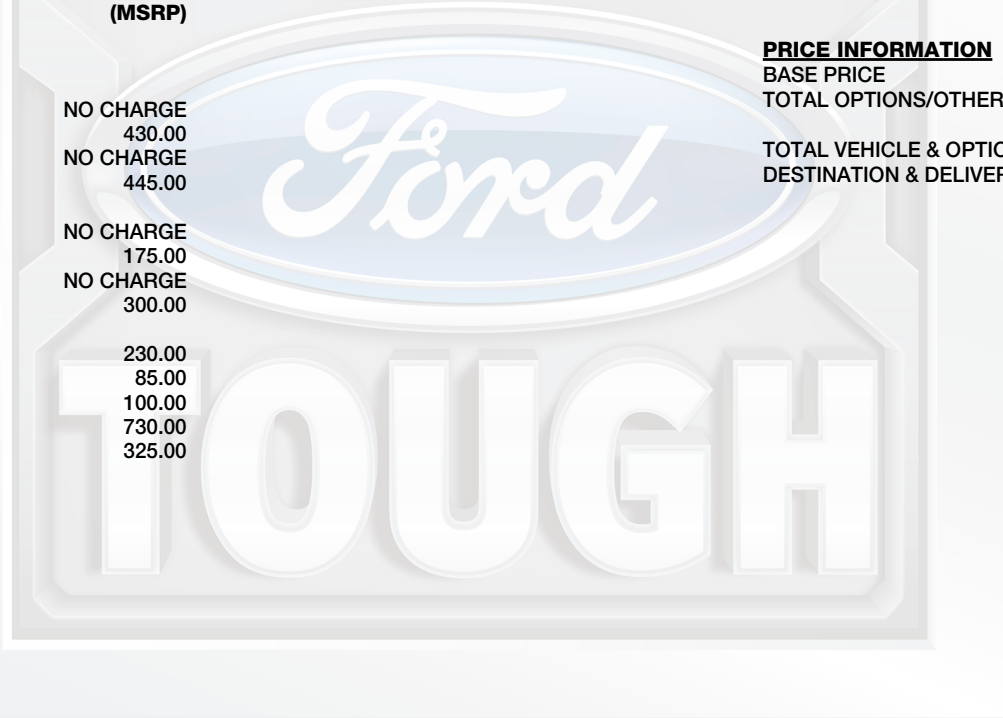 (MSRP)
NO CHARGE
430.00
NO CHARGE
445.00
NO CHARGE
175.00
NO CHARGE
300.00
230.00
85.00
100.00
730.00
325.00
PRICE INFORMATION
BASE PRICE
TOTAL OPTIONS/OTHER
TOTAL VEHICLE & OPTIO
DESTINATION & DELIVER
Ford
TOUGH